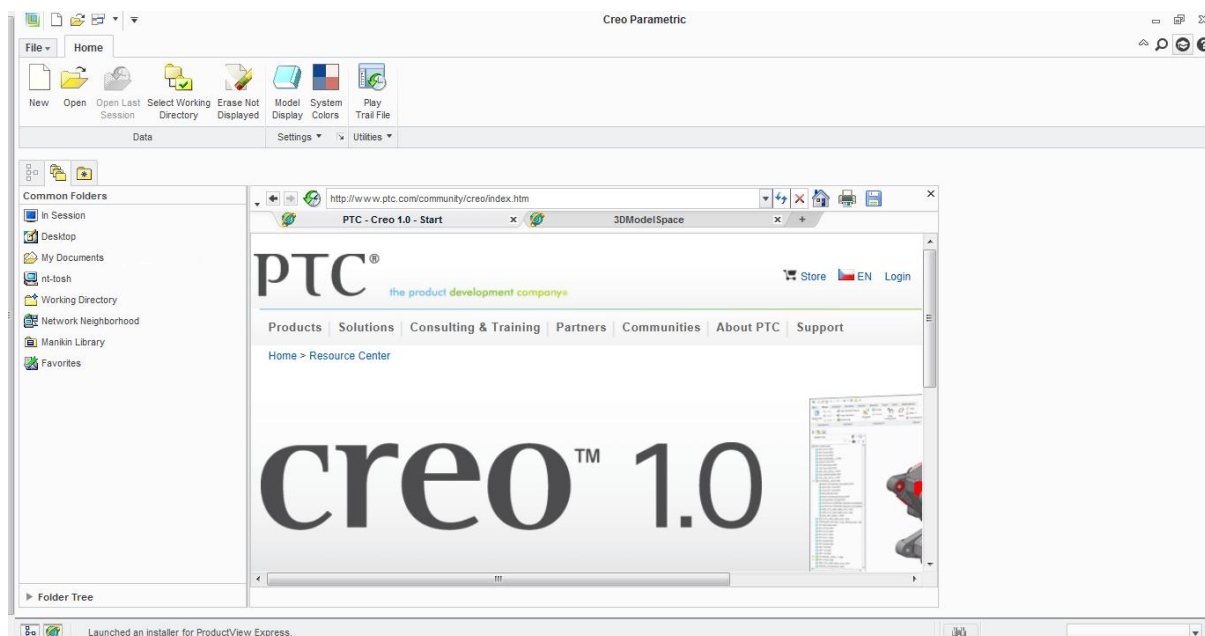 Creo Parametric
File
Home
New
Open
Open Last Session
Select Working Directory
Erase Not Displayed
Model Display
System Colors
Play Trail File
Data
Settings
Utilities
Common Folders
In Session
Desktop
My Documents
nt-tosh
Working Directory
Network Neighborhood
Manikin Library
Favorites
Folder Tree
http://www.ptc.com/community/creo/index.htm
PTC - Creo 1.0 - Start
3DModelSpace
PTC®
the product development company®
Store EN Login
Products Solutions Consulting & Training Partners Communities About PTC Support
Home > Resource Center
creo™ 1.0
Launched an installer for ProductView Express.